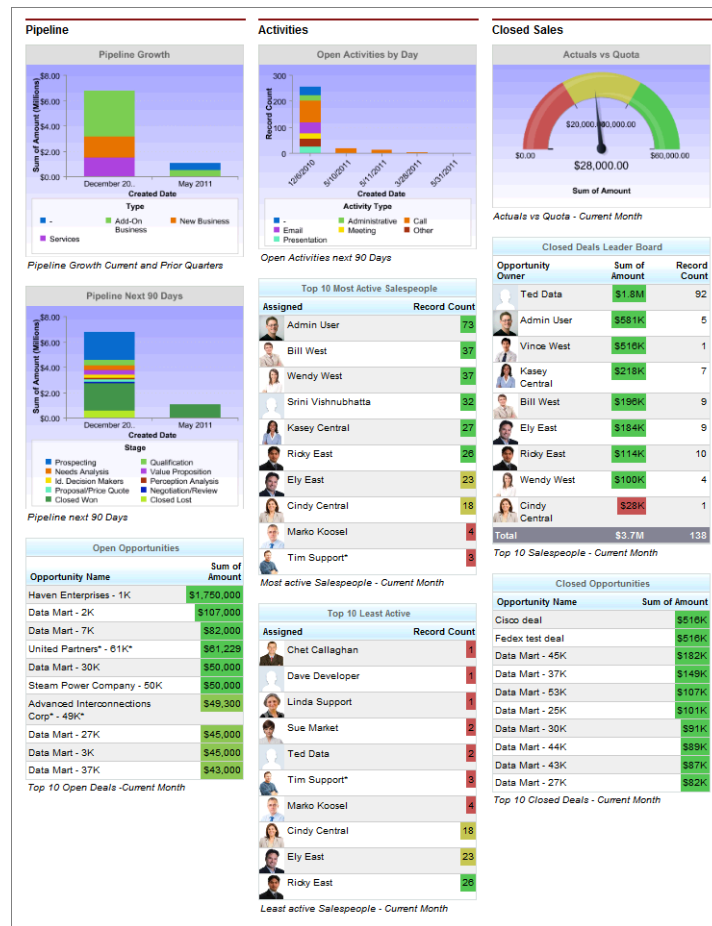 Pipeline
Pipeline Growth
Sum of Amount (Millions)
$8.00
$6.00
$4.00
$2.00
$0.00
December 20..
May 2011
Created Date
Type
-
Add-On Business
New Business
Services
Pipeline Growth Current and Prior Quarters
Pipeline Next 90 Days
Sum of Amount (Millions)
$8.00
$6.00
$4.00
$2.00
$0.00
December 20..
May 2011
Created Date
Stage
Prospecting
Qualification
Needs Analysis
Value Proposition
Id. Decision Makers
Perception Analysis
Proposal/Price Quote
Negotiation/Review
Closed Won
Closed Lost
Pipeline next 90 Days
Open Opportunities
Opportunity Name Sum of Amount
Haven Enterprises - 1K $1,750,000
Data Mart - 2K $107,000
Data Mart - 7K $82,000
United Partners* - 61K* $61,229
Data Mart - 30K $50,000
Steam Power Company - 50K $50,000
Advanced Interconnections $49,300
Corp* - 49K*
Data Mart - 27K $45,000
Data Mart - 3K $45,000
Data Mart - 37K $43,000
Top 10 Open Deals -Current Month
Activities
Open Activities by Day
Record Count
300
200
100
0
12/6/2010
5/10/2011
5/11/2011
3/28/2011
5/31/2011
Created Date
Activity Type
-
Administrative
Call
Email
Meeting
Other
Presentation
Open Activities next 90 Days
Top 10 Most Active Salespeople
Assigned Record Count
Admin User 73
Bill West 37
Wendy West 37
Srini Vishnubhatta 32
Kasey Central 27
Ricky East 26
Ely East 23
Cindy Central 18
Marko Koosel 4
Tim Support* 3
Most active Salespeople - Current Month
Top 10 Least Active
Assigned Record Count
Chet Callaghan 1
Dave Developer 1
Linda Support 1
Sue Market 2
Ted Data 2
Tim Support* 3
Marko Koosel 4
Cindy Central 18
Ely East 23
Ricky East 26
Least active Salespeople - Current Month
Closed Sales
Actuals vs Quota
$0.00
$60,000.00
$28,000.00
Sum of Amount
Actuals vs Quota - Current Month
Closed Deals Leader Board
Opportunity Owner Sum of Amount Record Count
Ted Data $1.8M 92
Admin User $581K 5
Vince West $516K 1
Kasey Central $218K 7
Bill West $196K 9
Ely East $184K 9
Ricky East $114K 10
Wendy West $100K 4
Cindy Central $28K 1
Total $3.7M 138
Top 10 Salespeople - Current Month
Closed Opportunities
Opportunity Name Sum of Amount
Cisco deal $516K
Fedex test deal $516K
Data Mart - 45K $182K
Data Mart - 37K $149K
Data Mart - 53K $107K
Data Mart - 25K $101K
Data Mart - 30K $91K
Data Mart - 44K $89K
Data Mart - 43K $87K
Data Mart - 27K $82K
Top 10 Closed Deals - Current Month